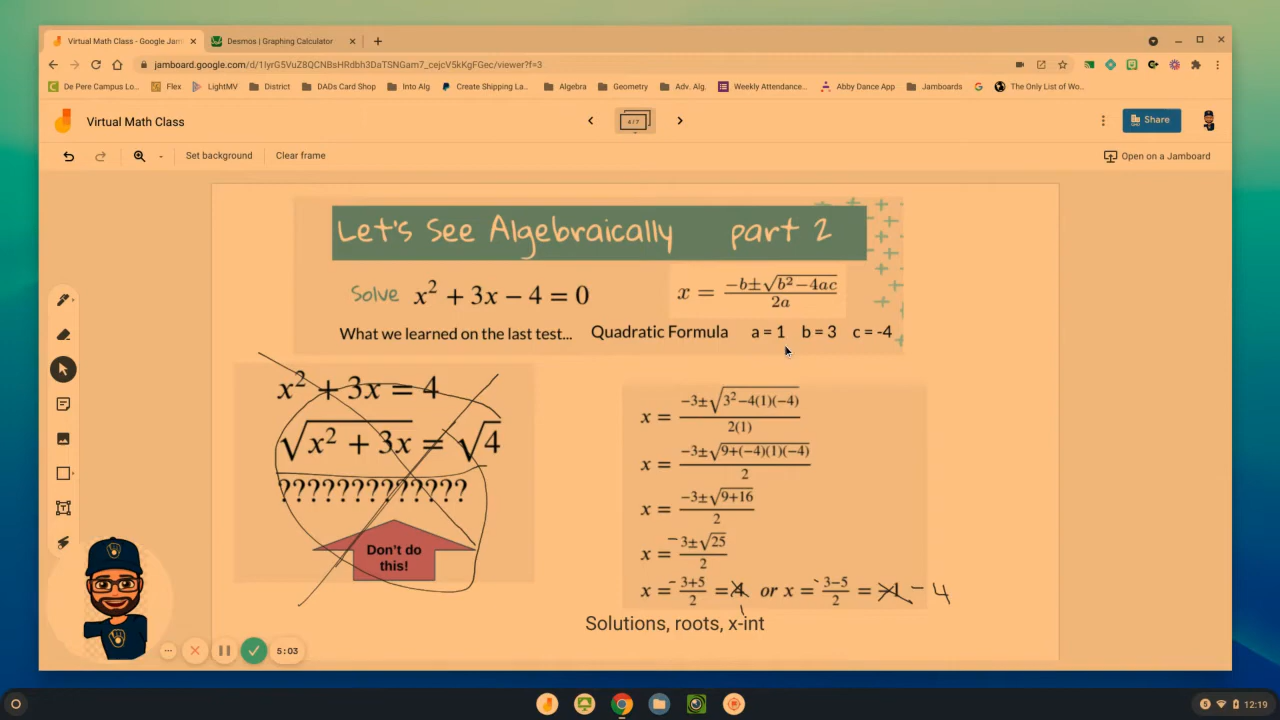 Virtual Math Class - Google Jam
Desmos | Graphing Calculator
jamboard.google.com/d/1IyrG5VuZ8QCNBsHRdbh3DaTSNGam7_cejcV5kKgFGec/viewer?f=3
De Pere Campus Lo...
Flex
LightMV
District
DADs Card Shop
Into Alg
Create Shipping La...
Algebra
Geometry
Adv. Alg.
Weekly Attendance...
Abby Dance App
Jamboards
The Only List of Wo...
Virtual Math Class
4 / 7
Share
Set background
Clear frame
Open on a Jamboard
Let's See Algebraically part 2
Solve x² + 3x − 4 = 0
x = (−b±√(b²−4ac))/(2a)
What we learned on the last test... Quadratic Formula a = 1 b = 3 c = -4
x² + 3x = 4
√(x² + 3x) = √4
?????????????
Don't do
this!
x = (−3±√(3²−4(1)(−4)))/(2(1))
x = (−3±√(9+(−4)(1)(−4)))/2
x = (−3±√(9+16))/2
x = (−3±√25)/2
x = (-3+5)/2 = 4 or x = (-3−5)/2 = −1 − 4
1
Solutions, roots, x-int
5:03
5
12:19